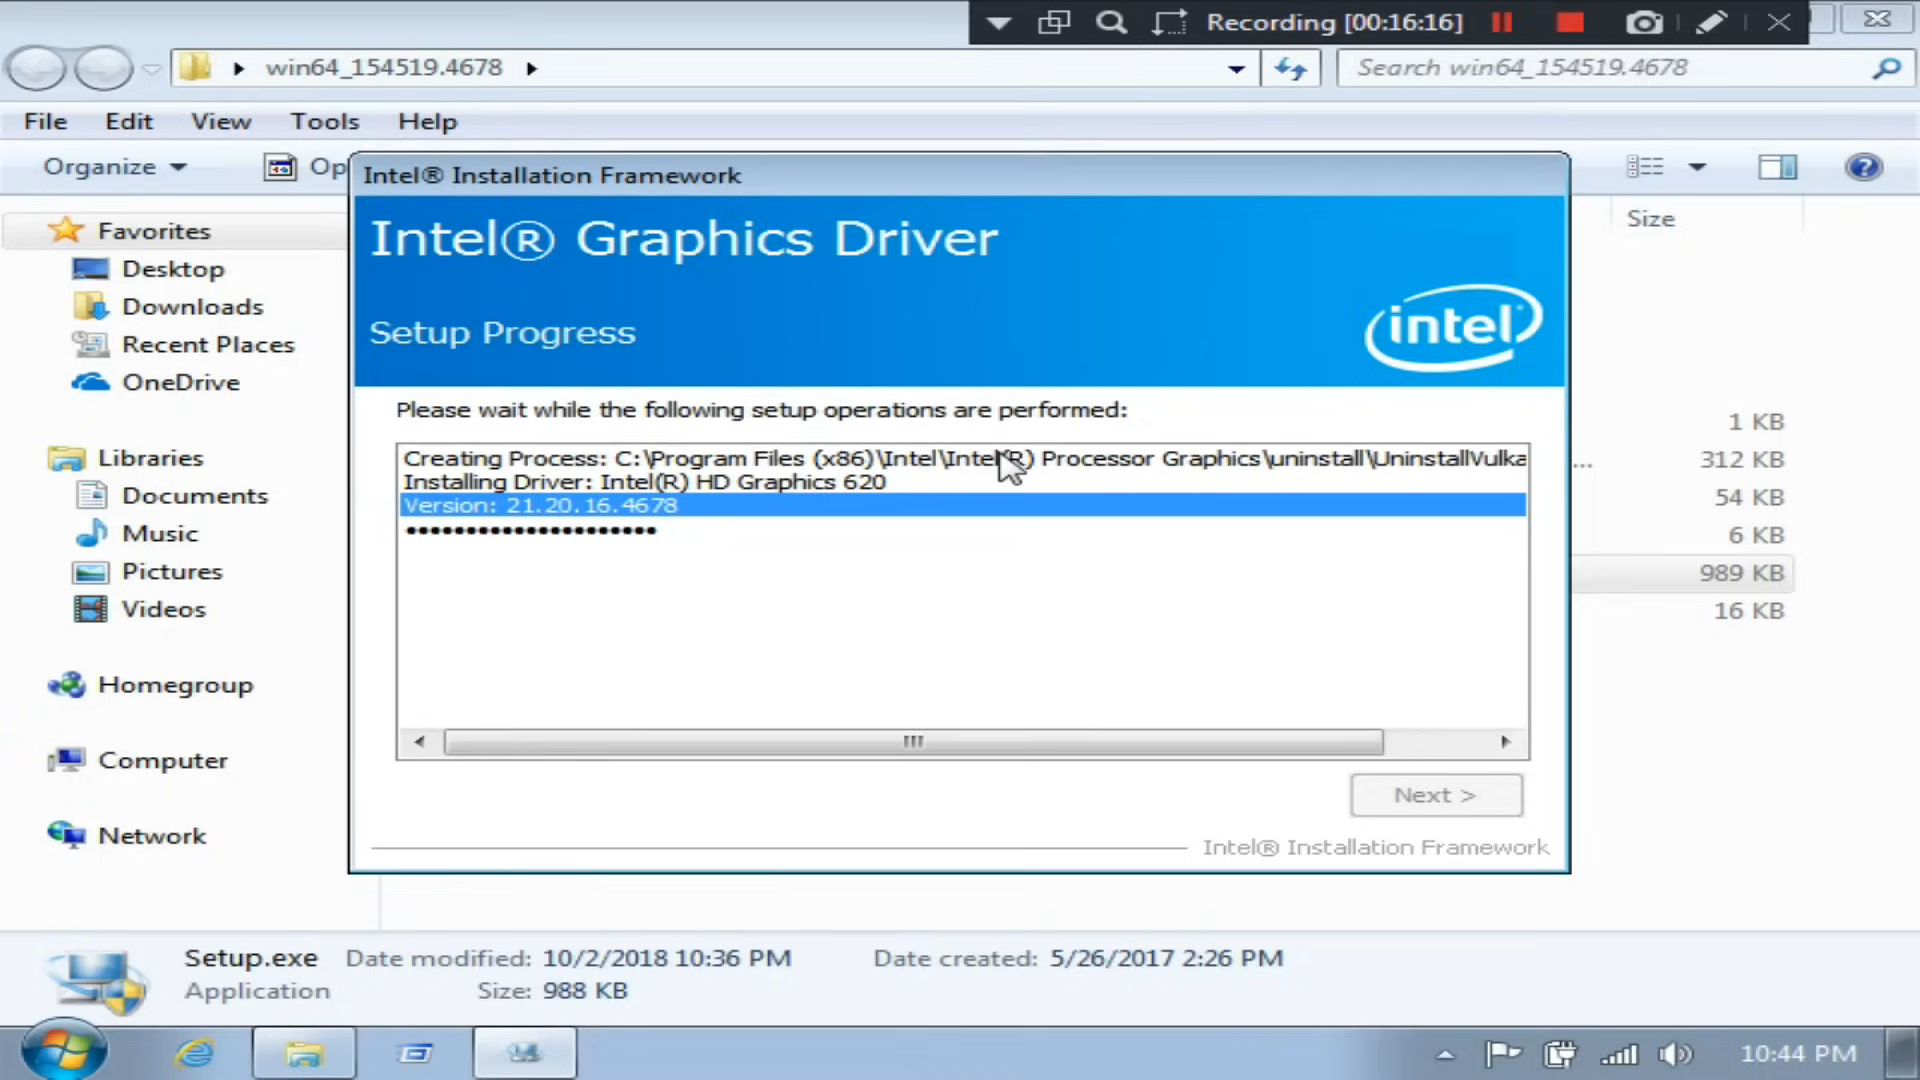 Recording [00:16:16]
win64_154519.4678
Search win64_154519.4678
File Edit View Tools Help
Organize Op
Size
Intel® Installation Framework
Intel® Graphics Driver
Setup Progress
intel
Please wait while the following setup operations are performed:
Creating Process: C:\Program Files (x86)\Intel\Intel(R) Processor Graphics\uninstall\UninstallVulka
Installing Driver: Intel(R) HD Graphics 620
Version: 21.20.16.4678
•••••••••••••••••••••
Next >
Intel® Installation Framework
Favorites
Desktop
Downloads
Recent Places
OneDrive
Libraries
Documents
Music
Pictures
Videos
Homegroup
Computer
Network
1 KB
... 312 KB
54 KB
6 KB
989 KB
16 KB
Setup.exe Date modified: 10/2/2018 10:36 PM Date created: 5/26/2017 2:26 PM
Application Size: 988 KB
10:44 PM